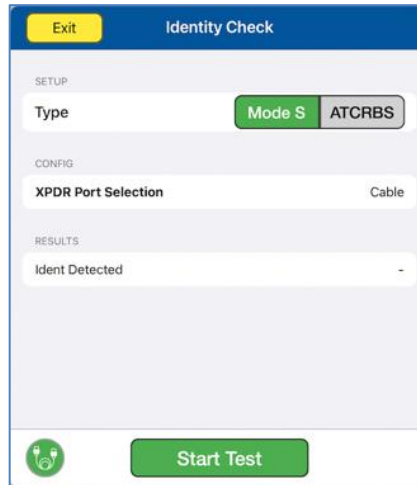 Exit Identity Check
SETUP
Type Mode S ATCRBS
CONFIG
XPDR Port Selection Cable
RESULTS
Ident Detected -
Start Test